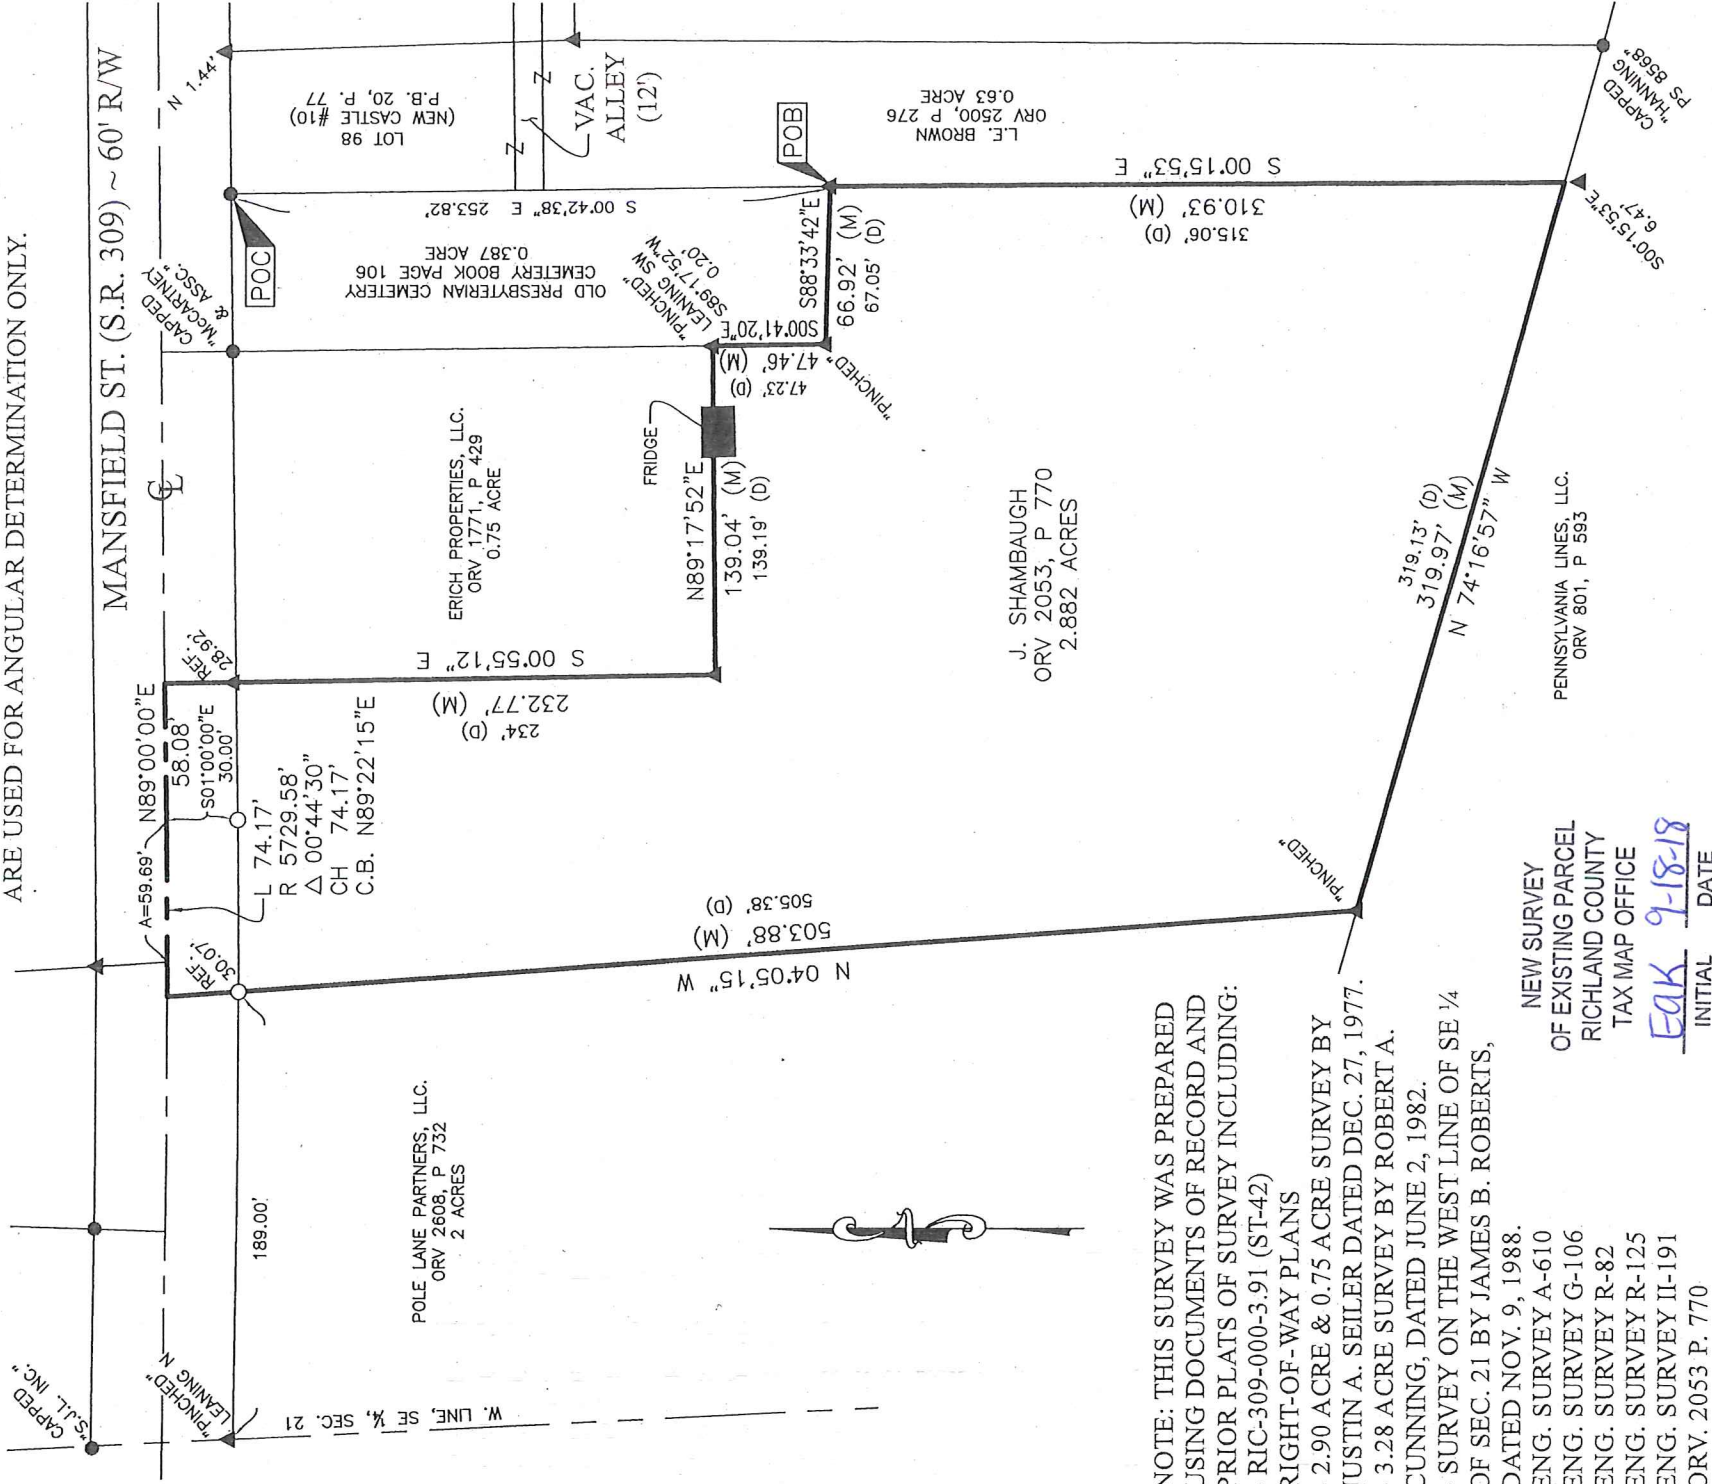 ARE USED FOR ANGULAR DETERMINATION ONLY.
MANSFIELD ST. (S.R. 309) ~ 60' R/W
CAPPED
"S.J.L. INC."
"PINCHED"
LEANING N
189.00'
W. LINE, SE ¼, SEC. 21
POLE LANE PARTNERS, LLC.
ORV 2608, P 732
2 ACRES
REF.
30.07'
A=59.69'
N89°00'00"E
58.08'
S01°00'00"E
30.00'
REF.
28.92'
L 74.17'
R 5729.58'
Δ 00°44'30"
CH 74.17'
C.B. N89°22'15"E
S 00°55'12" E
232.77' (M)
234' (D)
ERICH PROPERTIES, LLC.
ORV 1771, P 429
0.75 ACRE
CAPPED
"McCARTNEY
& ASSC."
POC
N 1.44'
LOT 98
(NEW CASTLE #10)
P.B. 20, P. 77
VAC.
ALLEY
(12')
S 00°42'38" E 253.82'
OLD PRESBYTERIAN CEMETERY
CEMETERY BOOK PAGE 106
0.387 ACRE
"PINCHED"
LEANING SW
S89°17'52"W
0.20'
FRIDGE
N89°17'52"E
139.04' (M)
139.19' (D)
S00°41'20"E
47.46' (M)
47.23' (D)
"PINCHED"
S88°33'42"E
66.92' (M)
67.05' (D)
POB
L.E. BROWN
ORV 2500, P 276
0.63 ACRE
S 00°15'53" E
310.93' (M)
315.06' (D)
S00°15'53"E
6.47'
CAPPED
"HANNING
PS 8568"
J. SHAMBAUGH
ORV 2053, P 770
2.882 ACRES
319.13' (D)
319.97' (M)
N 74°16'57" W
PENNSYLVANIA LINES, LLC.
ORV 801, P 593
"PINCHED"
505.38' (D)
503.88' (M)
N 04°05'15" W
N
NOTE: THIS SURVEY WAS PREPARED
USING DOCUMENTS OF RECORD AND
PRIOR PLATS OF SURVEY INCLUDING:
RIC-309-000-3.91 (ST-42)
RIGHT-OF-WAY PLANS
2.90 ACRE & 0.75 ACRE SURVEY BY
JUSTIN A. SEILER DATED DEC. 27, 1977.
3.28 ACRE SURVEY BY ROBERT A.
CUNNING, DATED JUNE 2, 1982.
SURVEY ON THE WEST LINE OF SE ¼
OF SEC. 21 BY JAMES B. ROBERTS,
DATED NOV. 9, 1988.
ENG. SURVEY A-610
ENG. SURVEY G-106
ENG. SURVEY R-82
ENG. SURVEY R-125
ENG. SURVEY II-191
ORV. 2053 P. 770
NEW SURVEY
OF EXISTING PARCEL
RICHLAND COUNTY
TAX MAP OFFICE
EAK 9-18-18
INITIAL DATE